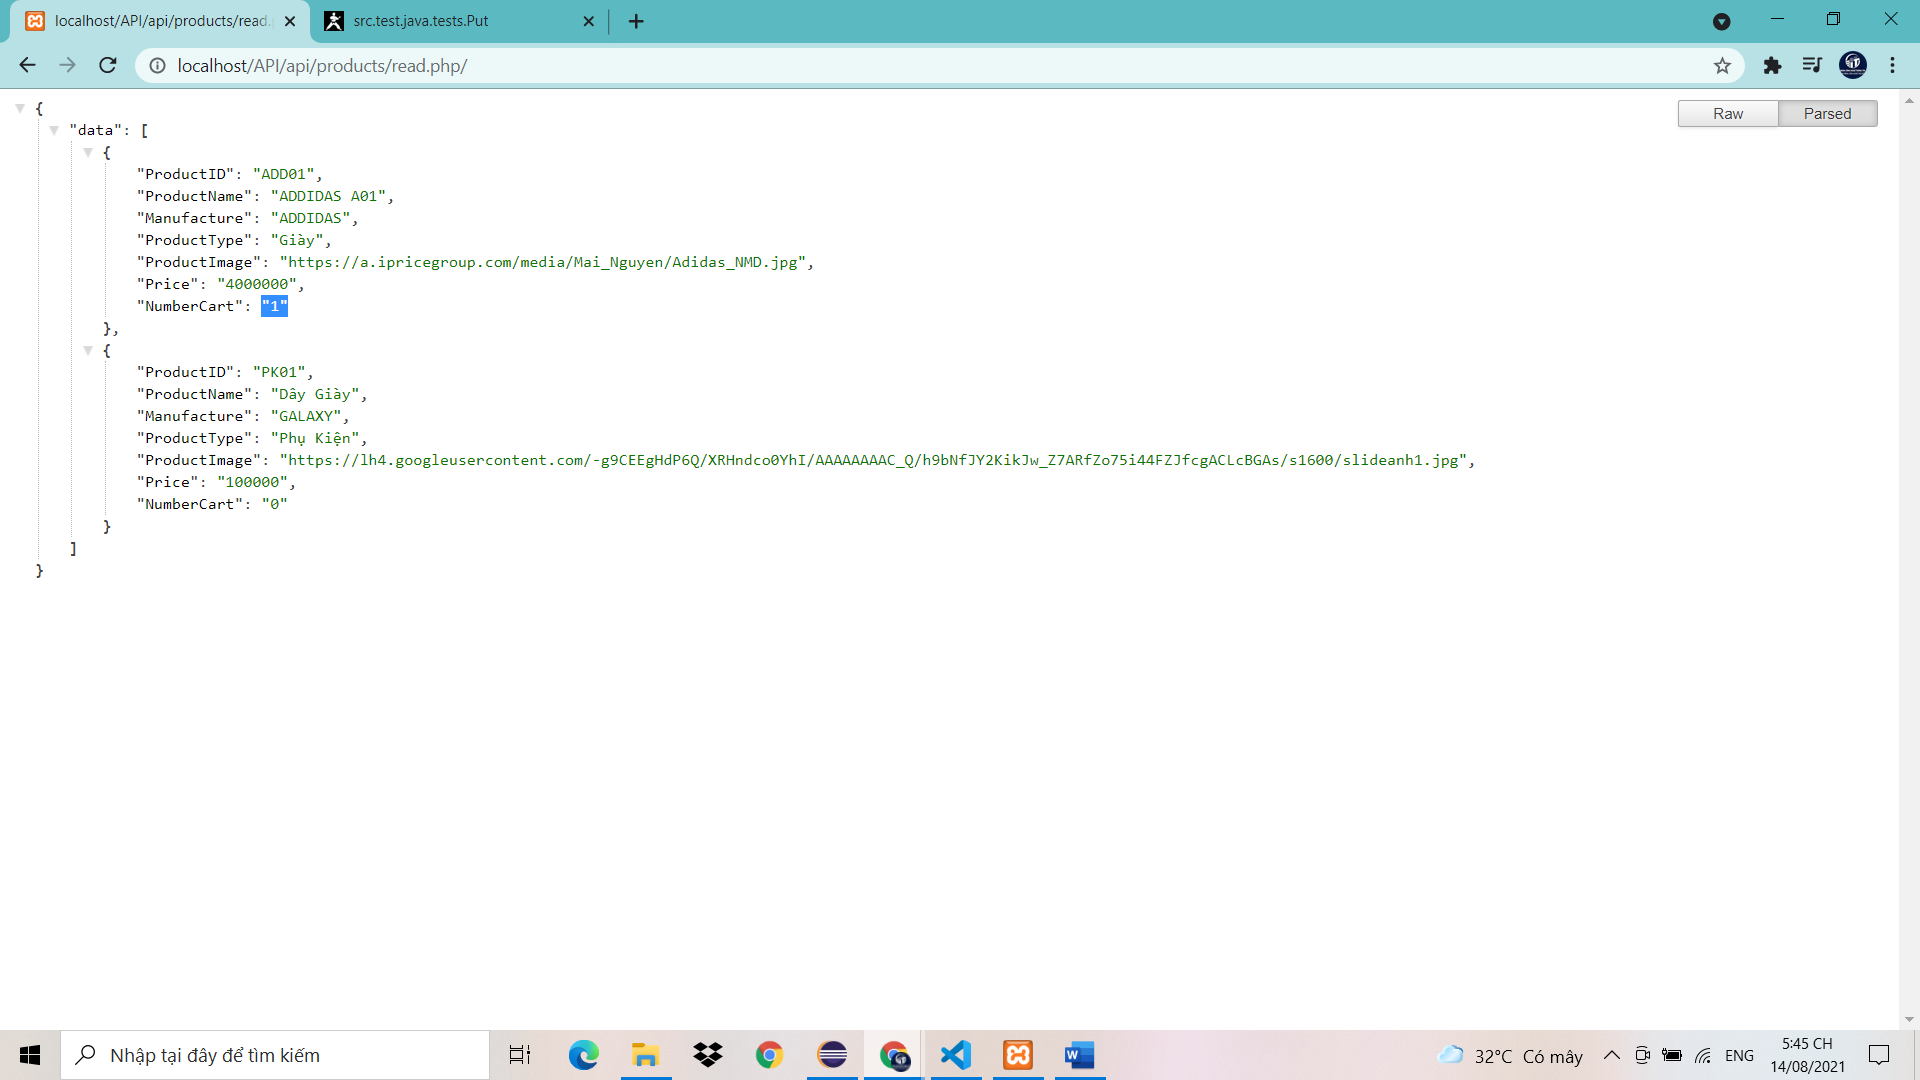 localhost/API/api/products/read.
src.test.java.tests.Put
localhost/API/api/products/read.php/
Raw
Parsed
{
"data": [
{
"ProductID": "ADD01",
"ProductName": "ADDIDAS A01",
"Manufacture": "ADDIDAS",
"ProductType": "Giày",
"ProductImage": "https://a.ipricegroup.com/media/Mai_Nguyen/Adidas_NMD.jpg",
"Price": "4000000",
"NumberCart": "1"
},
{
"ProductID": "PK01",
"ProductName": "Dây Giày",
"Manufacture": "GALAXY",
"ProductType": "Phụ Kiện",
"ProductImage": "https://lh4.googleusercontent.com/-g9CEEgHdP6Q/XRHndco0YhI/AAAAAAAAC_Q/h9bNfJY2KikJw_Z7ARfZo75i44FZJfcgACLcBGAs/s1600/slideanh1.jpg",
"Price": "100000",
"NumberCart": "0"
}
]
}
Nhập tại đây để tìm kiếm
32°C Có mây
ENG
5:45 CH
14/08/2021